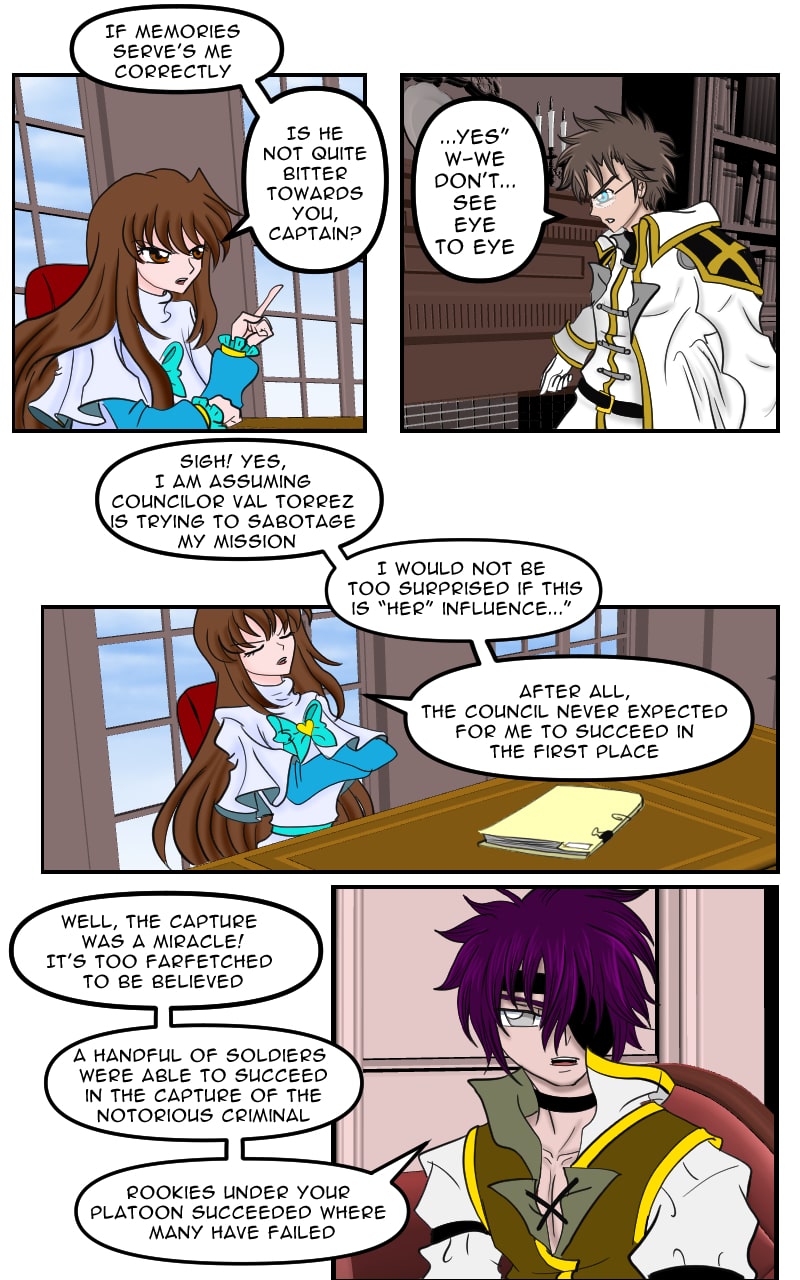 IF MEMORIES
SERVE'S ME
CORRECTLY
IS HE
NOT QUITE
BITTER
TOWARDS
YOU,
CAPTAIN?
...YES"
W-WE
DON'T...
SEE
EYE
TO EYE
SIGH! YES,
I AM ASSUMING
COUNCILOR VAL TORREZ
IS TRYING TO SABOTAGE
MY MISSION
I WOULD NOT BE
TOO SURPRISED IF THIS
IS "HER" INFLUENCE..."
AFTER ALL,
THE COUNCIL NEVER EXPECTED
FOR ME TO SUCCEED IN
THE FIRST PLACE
WELL, THE CAPTURE
WAS A MIRACLE!
IT'S TOO FARFETCHED
TO BE BELIEVED
A HANDFUL OF SOLDIERS
WERE ABLE TO SUCCEED
IN THE CAPTURE OF THE
NOTORIOUS CRIMINAL
ROOKIES UNDER YOUR
PLATOON SUCCEEDED WHERE
MANY HAVE FAILED